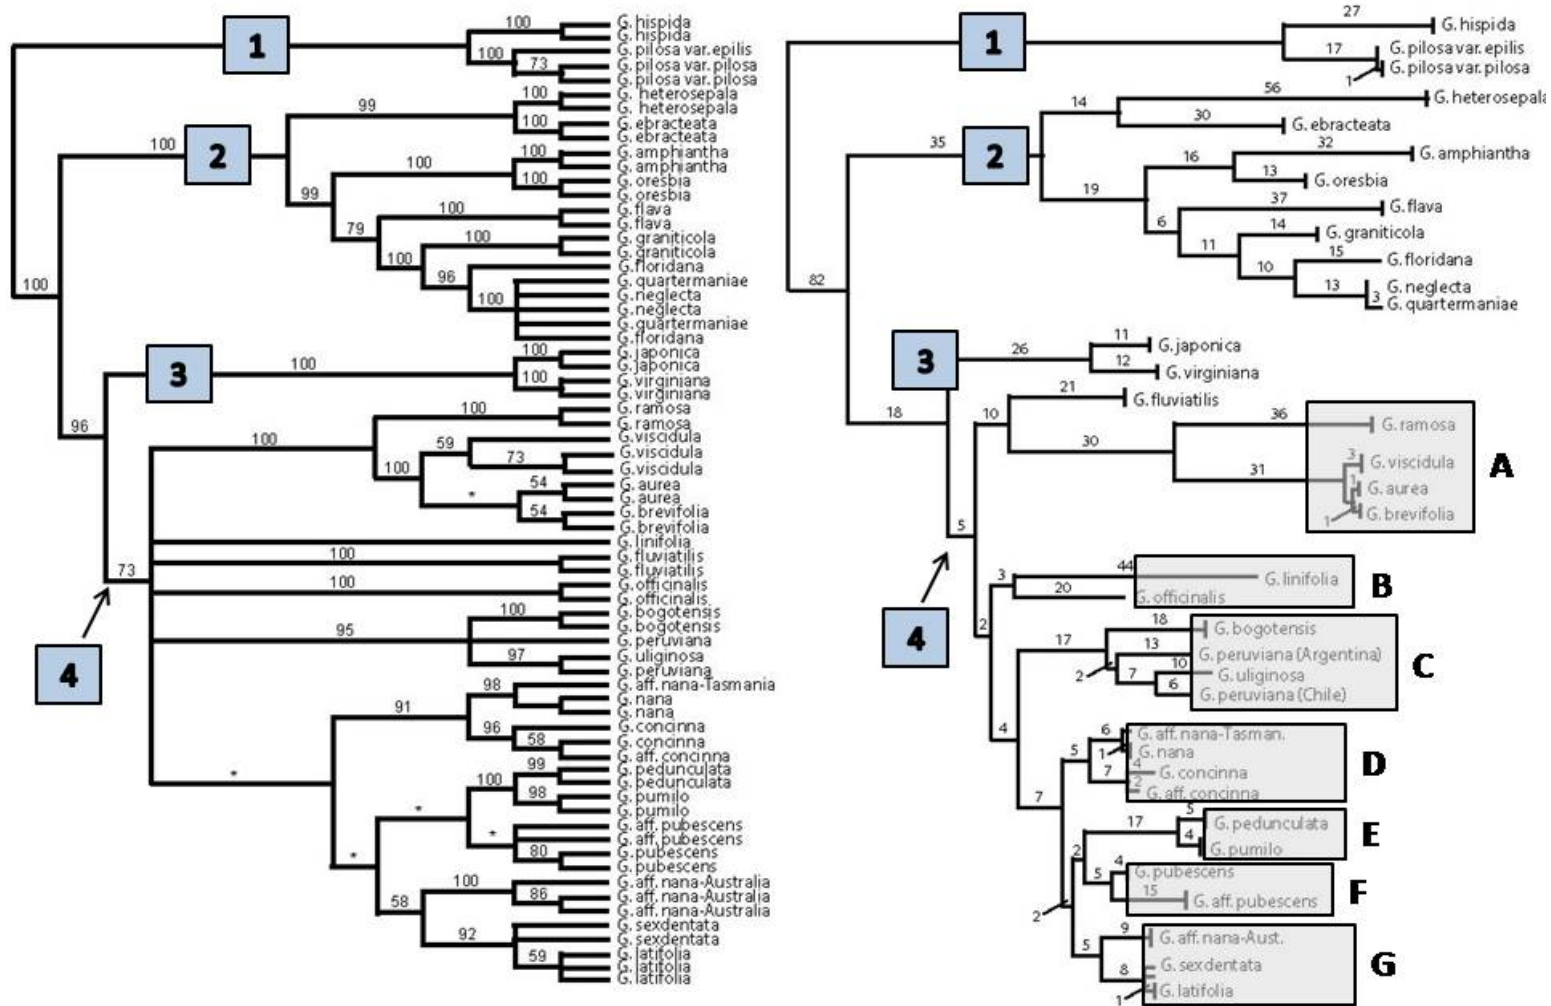 1
100
G. hispida
G. hispida
100
G. pilosa var. epilis
73
G. pilosa var. pilosa
G. pilosa var. pilosa
100
100
2
99
100
G. heterosepala
G. heterosepala
100
G. ebracteata
G. ebracteata
99
100
100
G. amphiantha
G. amphiantha
100
G. oresbia
G. oresbia
79
100
G. flava
G. flava
100
100
G. graniticola
G. graniticola
96
G. floridana
100
G. quartermaniae
G. neglecta
G. neglecta
G. quartermaniae
G. floridana
96
3
100
100
G. japonica
G. japonica
100
G. virginiana
G. virginiana
73
4
100
100
G. ramosa
G. ramosa
100
59
G. viscidula
73
G. viscidula
G. viscidula
*
54
G. aurea
G. aurea
54
G. brevifolia
G. brevifolia
G. linifolia
100
G. fluviatilis
G. fluviatilis
100
G. officinalis
G. officinalis
95
100
G. bogotensis
G. bogotensis
G. peruviana
97
G. uliginosa
G. peruviana
*
91
98
G. aff. nana-Tasmania
G. nana
G. nana
96
G. concinna
58
G. concinna
G. aff. concinna
*
*
100
99
G. pedunculata
G. pedunculata
98
G. pumilo
G. pumilo
*
G. aff. pubescens
G. aff. pubescens
80
G. pubescens
G. pubescens
58
100
G. aff. nana-Australia
86
G. aff. nana-Australia
G. aff. nana-Australia
92
G. sexdentata
G. sexdentata
59
G. latifolia
G. latifolia
G. latifolia
1
27
G. hispida
17
G. pilosa var. epilis
1
G. pilosa var. pilosa
82
35
2
14
56
G. heterosepala
30
G. ebracteata
19
16
32
G. amphiantha
13
G. oresbia
6
37
G. flava
11
14
G. graniticola
10
15
G. floridana
13
G. neglecta
3
G. quartermaniae
18
3
26
11
G. japonica
12
G. virginiana
5
4
10
21
G. fluviatilis
30
36
G. ramosa
31
3
G. viscidula
1
G. aurea
1
G. brevifolia
A
2
3
44
G. linifolia
20
G. officinalis
B
4
17
18
G. bogotensis
2
13
G. peruviana (Argentina)
7
10
G. uliginosa
6
G. peruviana (Chile)
C
7
5
6
G. aff. nana-Tasman.
1
G. nana
7
4
G. concinna
2
G. aff. concinna
D
2
2
17
5
G. pedunculata
4
G. pumilo
E
5
4
G. pubescens
15
G. aff. pubescens
F
5
9
G. aff. nana-Aust.
8
G. sexdentata
1
G. latifolia
G